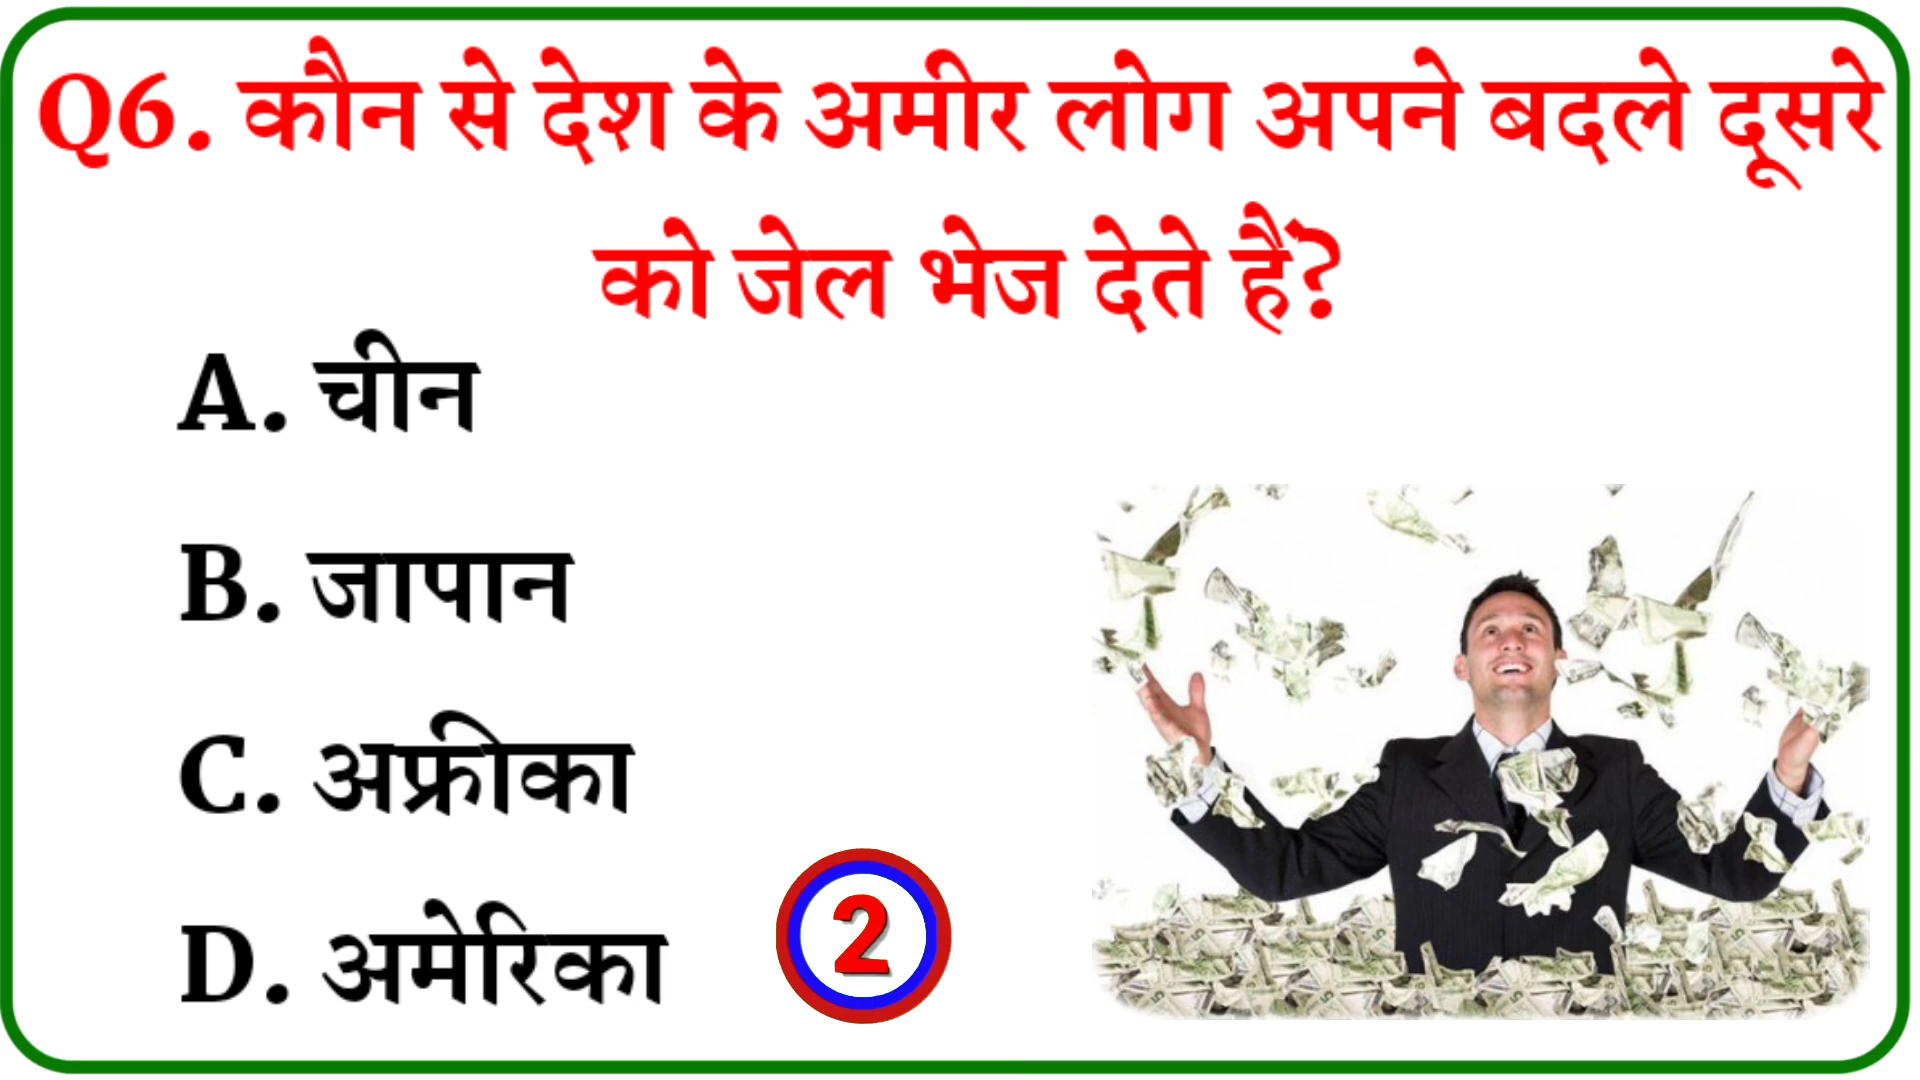 Q6. कौन से देश के अमीर लोग अपने बदले दूसरे
को जेल भेज देते हैं?
A. चीन
B. जापान
C. अफ्रीका
D. अमेरिका
2